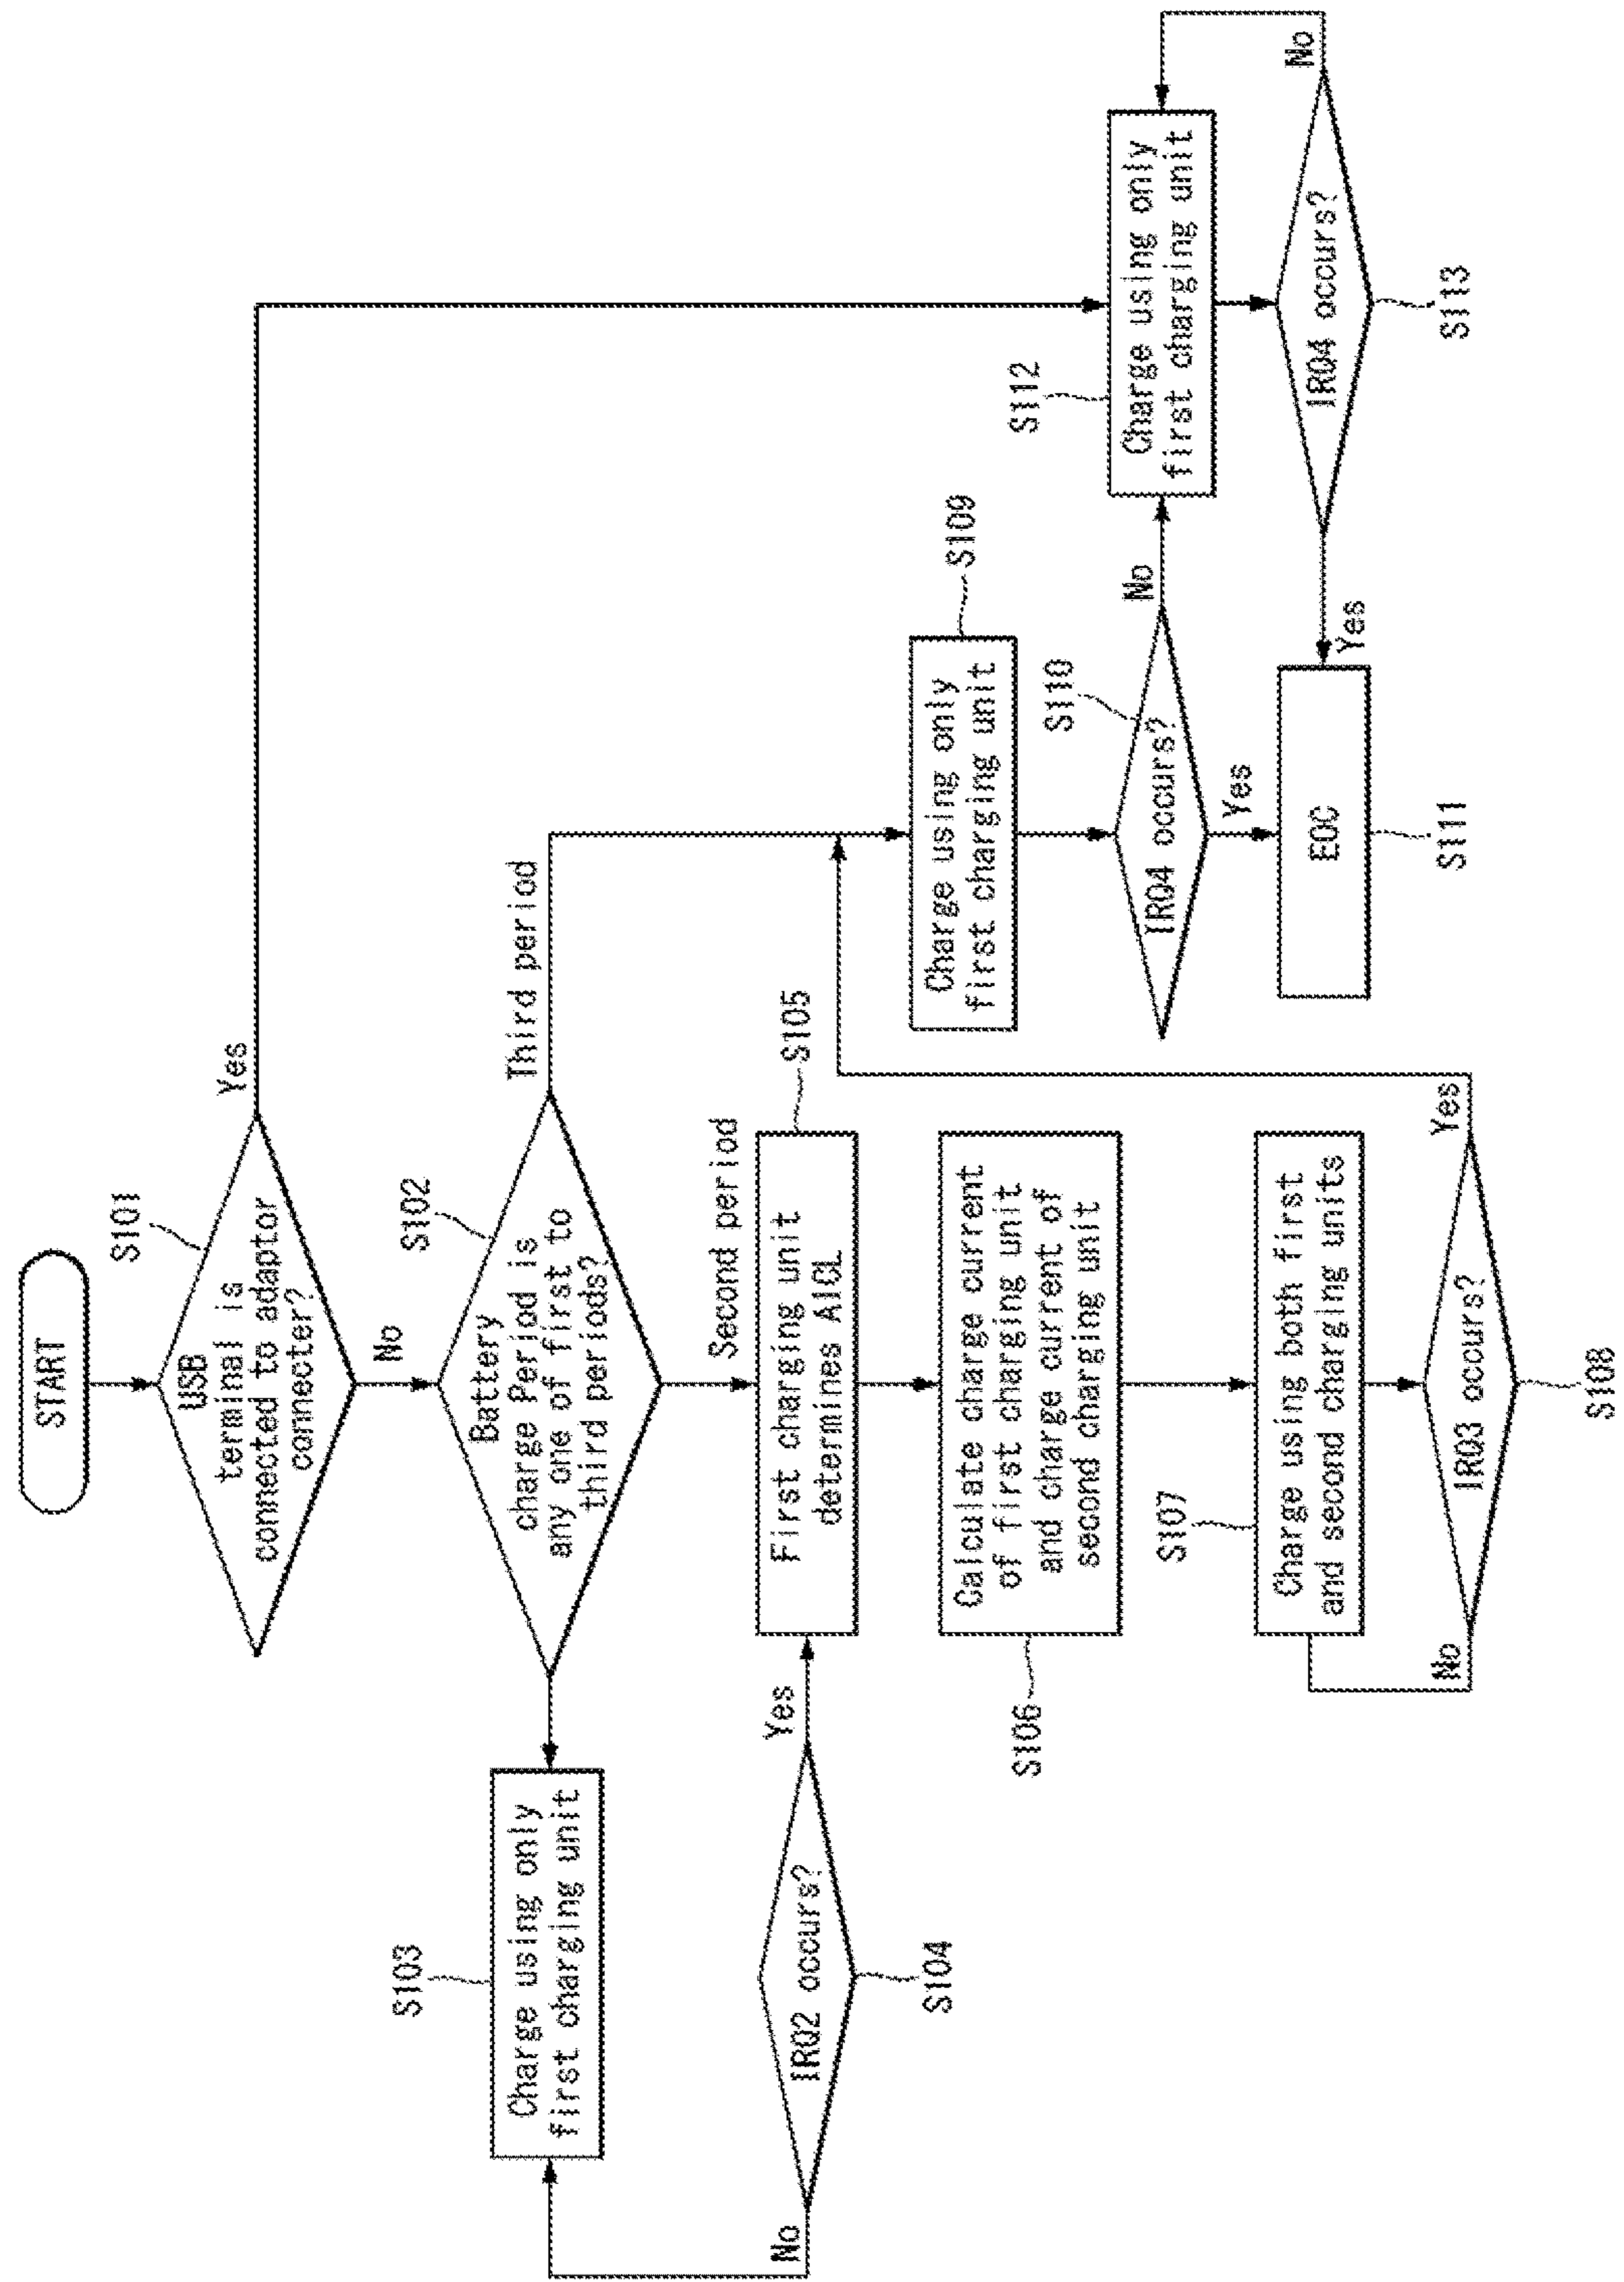 START
S101
USB
terminal is
connected to adaptor
connecter?
Yes
No
S102
Battery
charge Period is
any one of first to
third periods?
Third period
Second period
S103
Charge using only
first charging unit
S104
IRQ2 occurs?
No
Yes
S105
First charging unit
determines AICL
S106
Calculate charge current
of first charging unit
and charge current of
second charging unit
S107
Charge using both first
and second charging units
S108
IRQ3 occurs?
No
Yes
S109
Charge using only
first charging unit
S110
IRQ4 occurs?
No
Yes
EOC
S111
S112
Charge using only
first charging unit
IRQ4 occurs?
S113
No
Yes